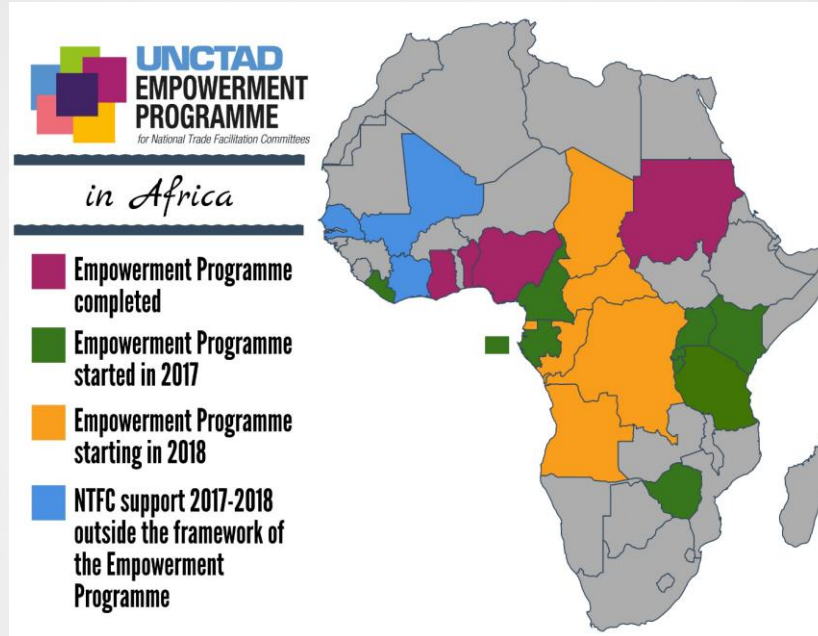 UNCTAD
EMPOWERMENT
PROGRAMME
for National Trade Facilitation Committees
in Africa
Empowerment Programme
completed
Empowerment Programme
started in 2017
Empowerment Programme
starting in 2018
NTFC support 2017-2018
outside the framework of
the Empowerment
Programme